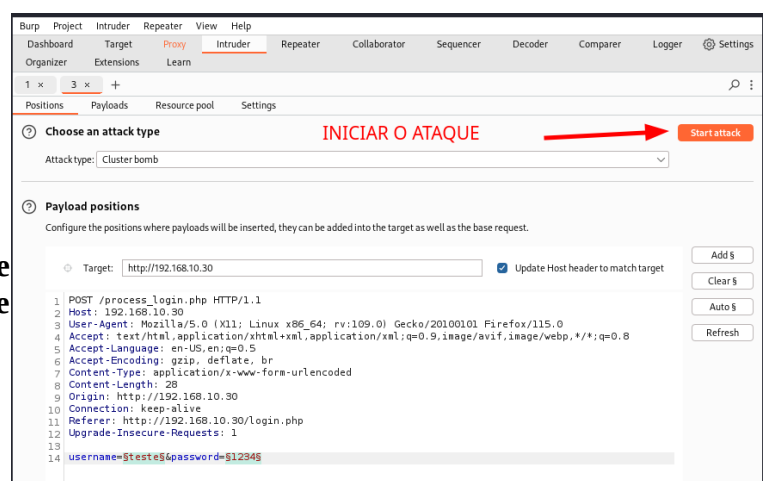 Burp Project Intruder Repeater View Help
Dashboard Target Proxy Intruder Repeater Collaborator Sequencer Decoder Comparer Logger Settings
Organizer Extensions Learn
1 × 3 × +
Positions Payloads Resource pool Settings
Choose an attack type INICIAR O ATAQUE Start attack
Attack type: Cluster bomb
Payload positions
Configure the positions where payloads will be inserted, they can be added into the target as well as the base request.
e
Add §
Target: http://192.168.10.30 Update Host header to match target
Clear §
e
1 POST /process_login.php HTTP/1.1
2 Host: 192.168.10.30
Auto §
3 User-Agent: Mozilla/5.0 (X11; Linux x86_64; rv:109.0) Gecko/20100101 Firefox/115.0
4 Accept: text/html,application/xhtml+xml,application/xml;q=0.9,image/avif,image/webp,*/*;q=0.8
Refresh
5 Accept-Language: en-US,en;q=0.5
6 Accept-Encoding: gzip, deflate, br
7 Content-Type: application/x-www-form-urlencoded
8 Content-Length: 28
9 Origin: http://192.168.10.30
10 Connection: keep-alive
11 Referer: http://192.168.10.30/login.php
12 Upgrade-Insecure-Requests: 1
13
14 username=§teste§&password=§1234§